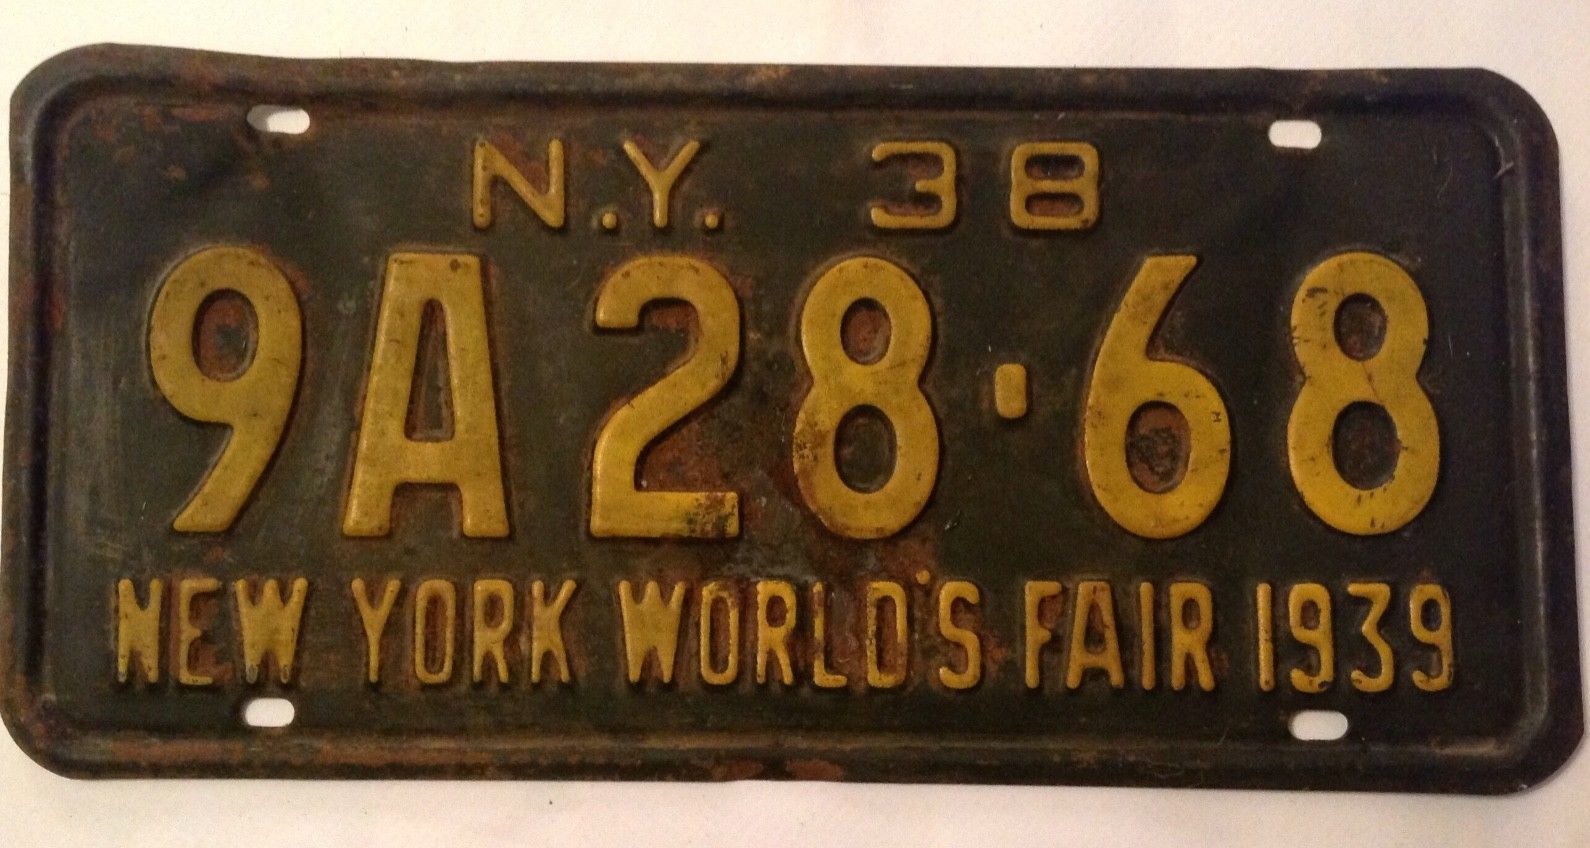 N.Y. 38
9A28·68
NEW YORK WORLD'S FAIR 1939